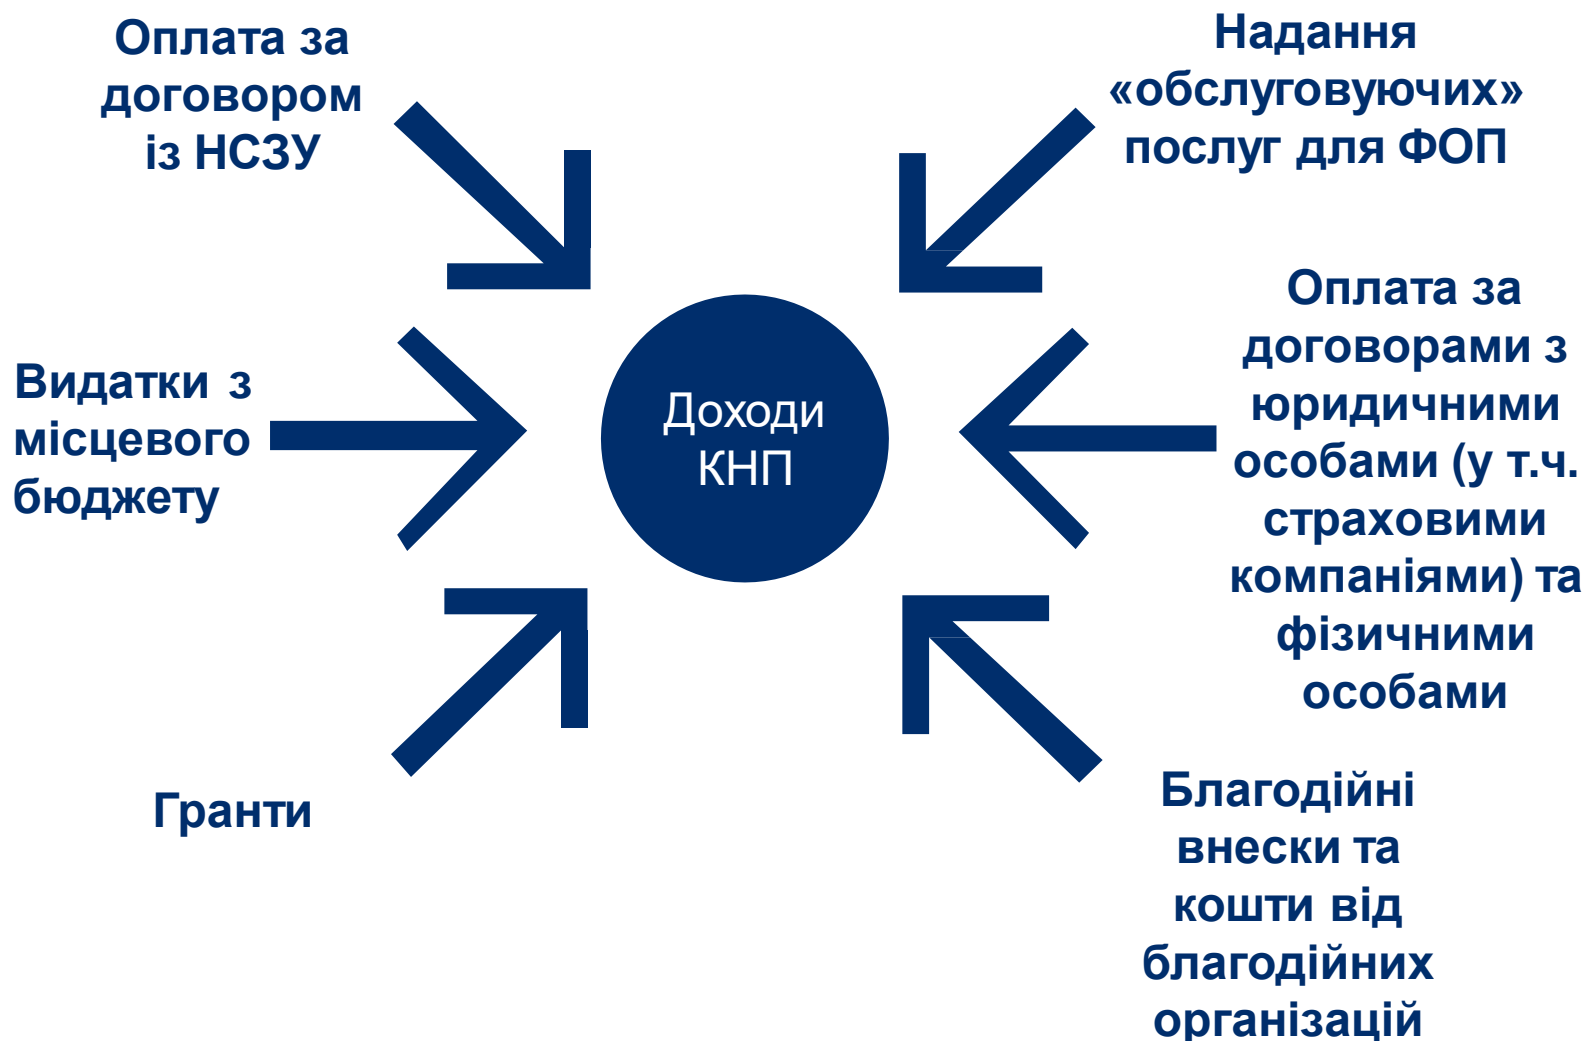 Оплата за
договором
із НСЗУ
Надання
«обслуговуючих»
послуг для ФОП
Видатки з
місцевого
бюджету
Доходи
КНП
Оплата за
договорами з
юридичними
особами (у т.ч.
страховими
компаніями) та
фізичними
особами
Гранти
Благодійні
внески та
кошти від
благодійних
організацій